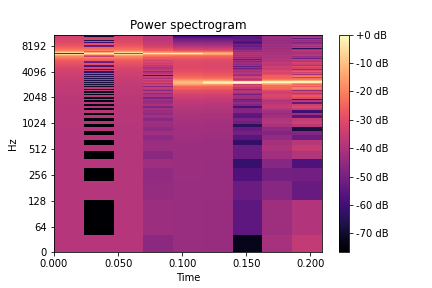 Power spectrogram
8192
4096
2048
1024
512
256
128
64
0
Hz
0.000 0.050 0.100 0.150 0.200
Time
+0 dB
-10 dB
-20 dB
-30 dB
-40 dB
-50 dB
-60 dB
-70 dB